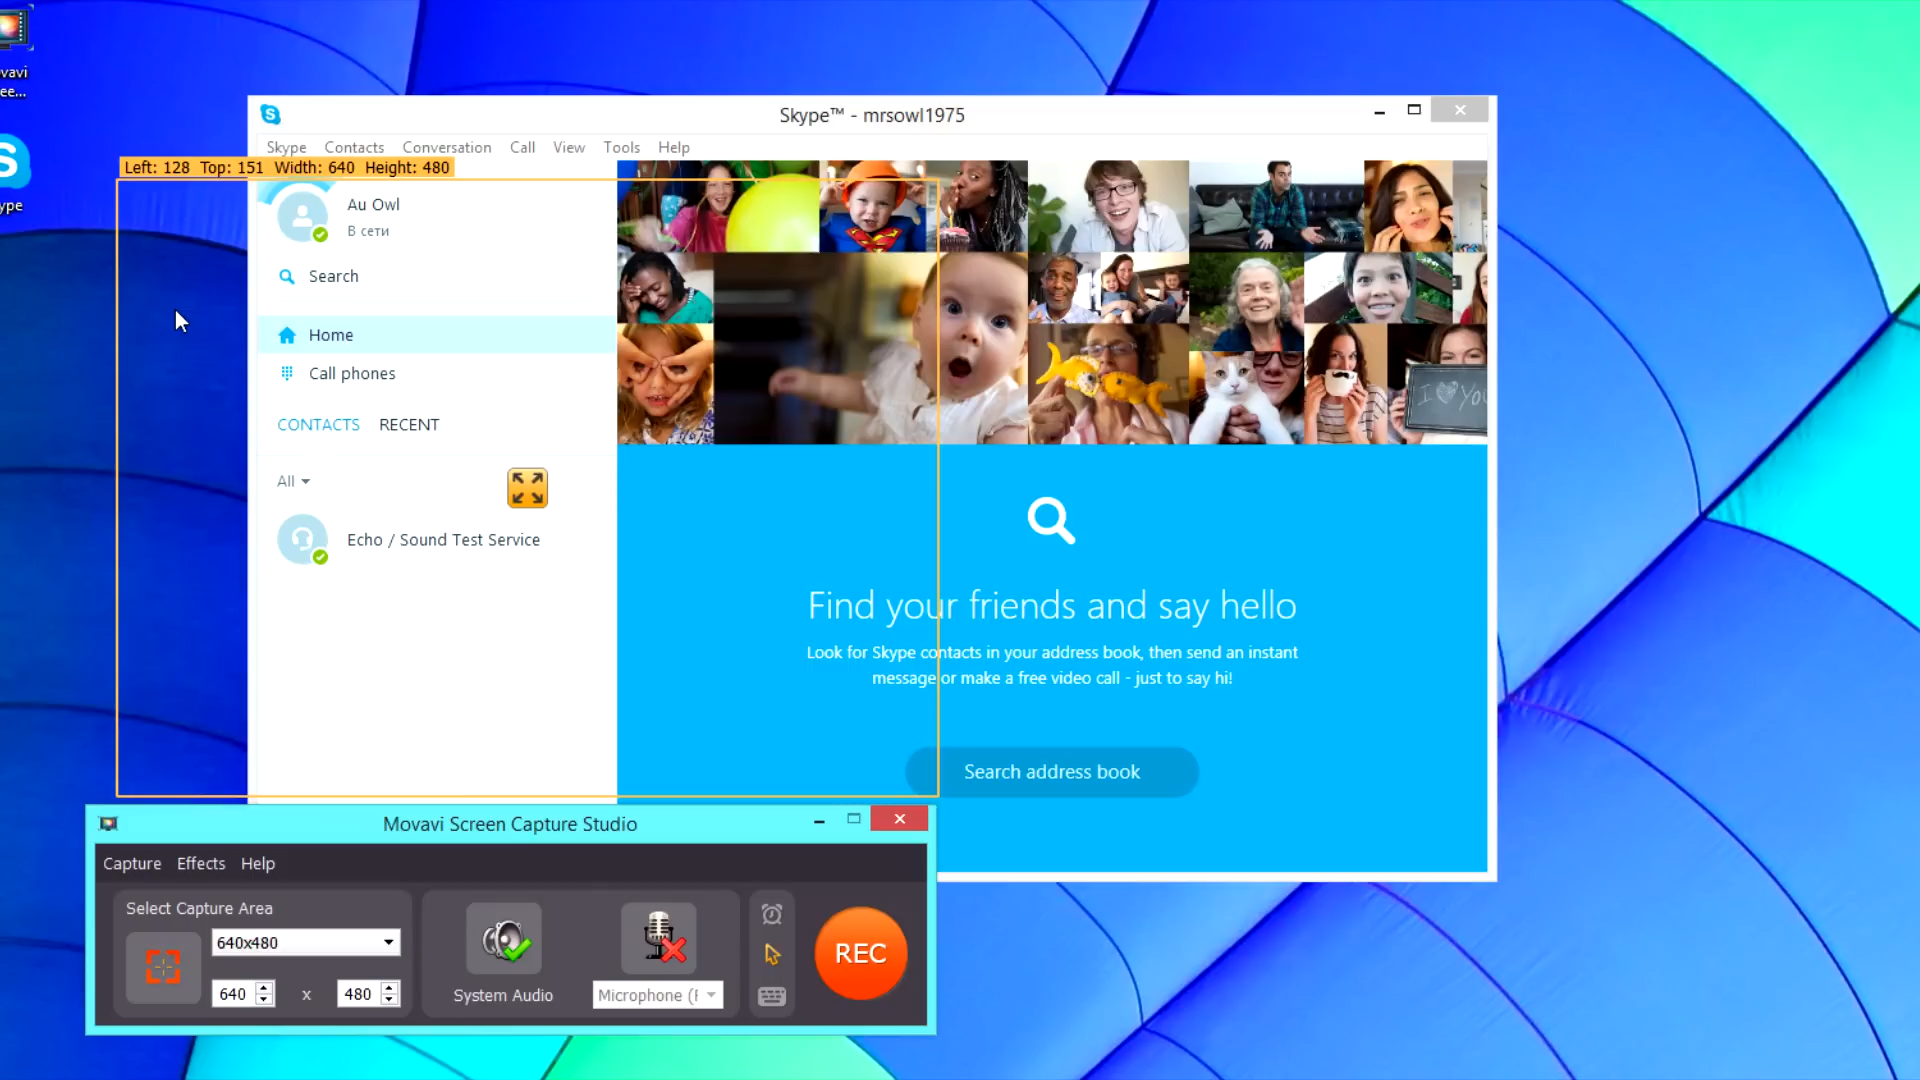 vavi
ee...
ype
Skype™ - mrsowl1975
Skype Contacts Conversation Call View Tools Help
Left: 128 Top: 151 Width: 640 Height: 480
Au Owl
В сети
Search
Home
Call phones
CONTACTS RECENT
All
Echo / Sound Test Service
I ♥ You
Find your friends and say hello
Look for Skype contacts in your address book, then send an instant
message or make a free video call - just to say hi!
Search address book
Movavi Screen Capture Studio
Capture Effects Help
Select Capture Area
640x480
640 x 480
System Audio
Microphone (
REC